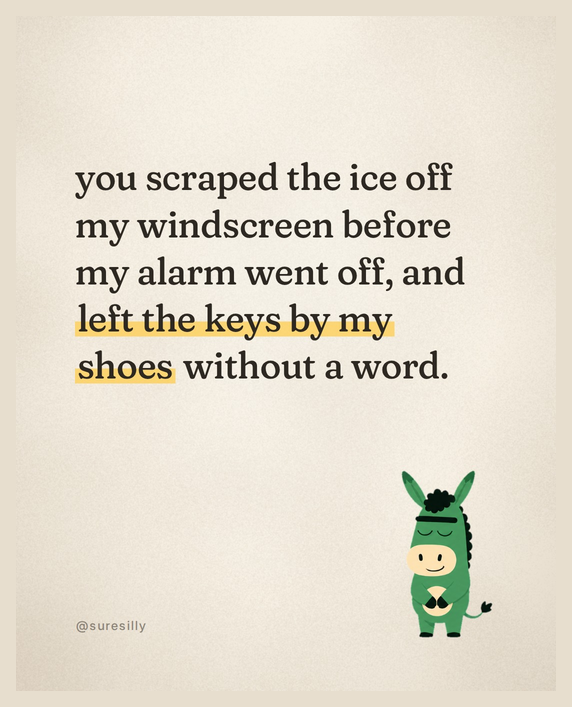 you scraped the ice off
my windscreen before
my alarm went off, and
left the keys by my
shoes without a word.
@suresilly